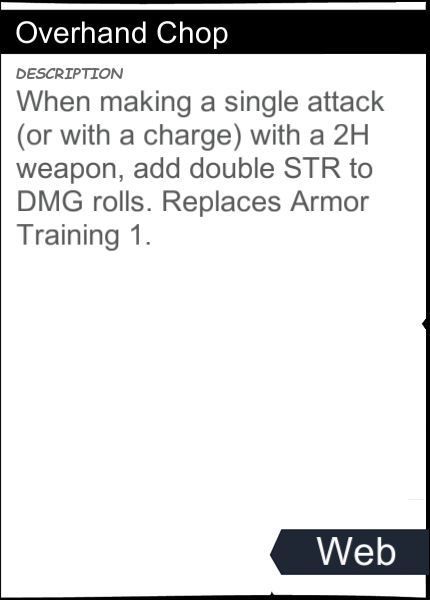 Overhand Chop
DESCRIPTION
When making a single attack
(or with a charge) with a 2H
weapon, add double STR to
DMG rolls. Replaces Armor
Training 1.
Web